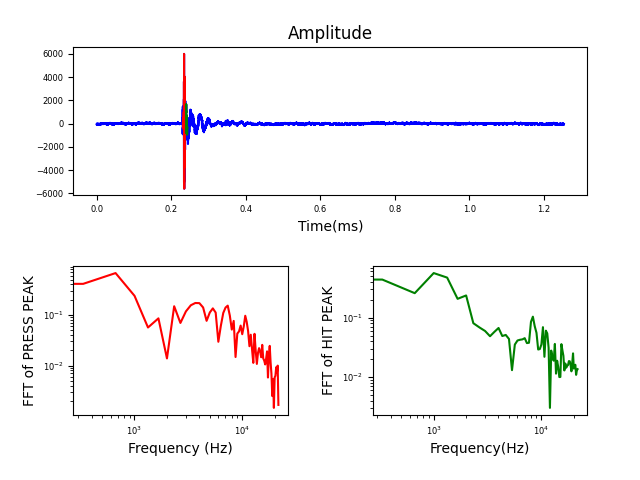 Amplitude
6000
4000
2000
0
−2000
−4000
−6000
0.0 0.2 0.4 0.6 0.8 1.0 1.2
Time(ms)
FFT of PRESS PEAK
10⁻¹
10⁻²
10³ 10⁴
Frequency (Hz)
FFT of HIT PEAK
10⁻¹
10⁻²
10³ 10⁴
Frequency(Hz)